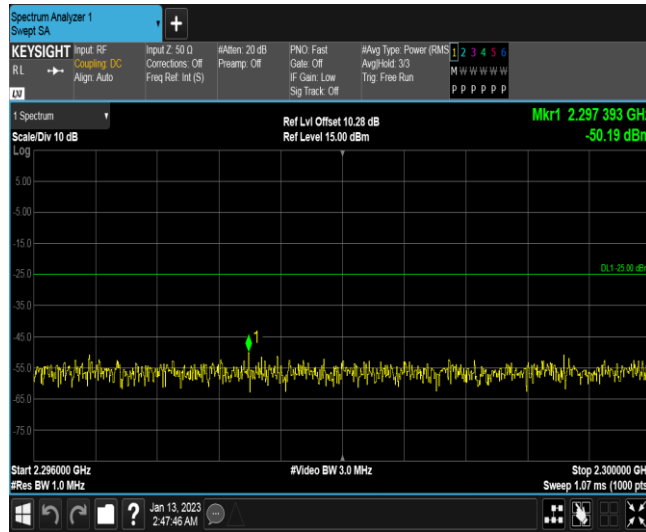 Spectrum Analyzer 1
Swept SA
+
KEYSIGHT
RL
LXI
Input: RF
Coupling: DC
Align: Auto
Input Z: 50 Ω
Corrections: Off
Freq Ref: Int (S)
#Atten: 20 dB
Preamp: Off
PNO: Fast
Gate: Off
IF Gain: Low
Sig Track: Off
#Avg Type: Power (RMS
Avg|Hold: 3/3
Trig: Free Run
1 2 3 4 5 6
M W W W W W
P P P P P P
1 Spectrum
Scale/Div 10 dB
Ref Lvl Offset 10.28 dB
Ref Level 15.00 dBm
Mkr1 2.297 393 GHz
-50.19 dBm
Log
5.00
-5.00
-15.0
-25.0
DL1 -25.00 dBm
-35.0
-45.0
1
-55.0
-65.0
-75.0
Start 2.296000 GHz
#Res BW 1.0 MHz
#Video BW 3.0 MHz
Stop 2.300000 GH
Sweep 1.07 ms (1000 pts
?
Jan 13, 2023
2:47:46 AM